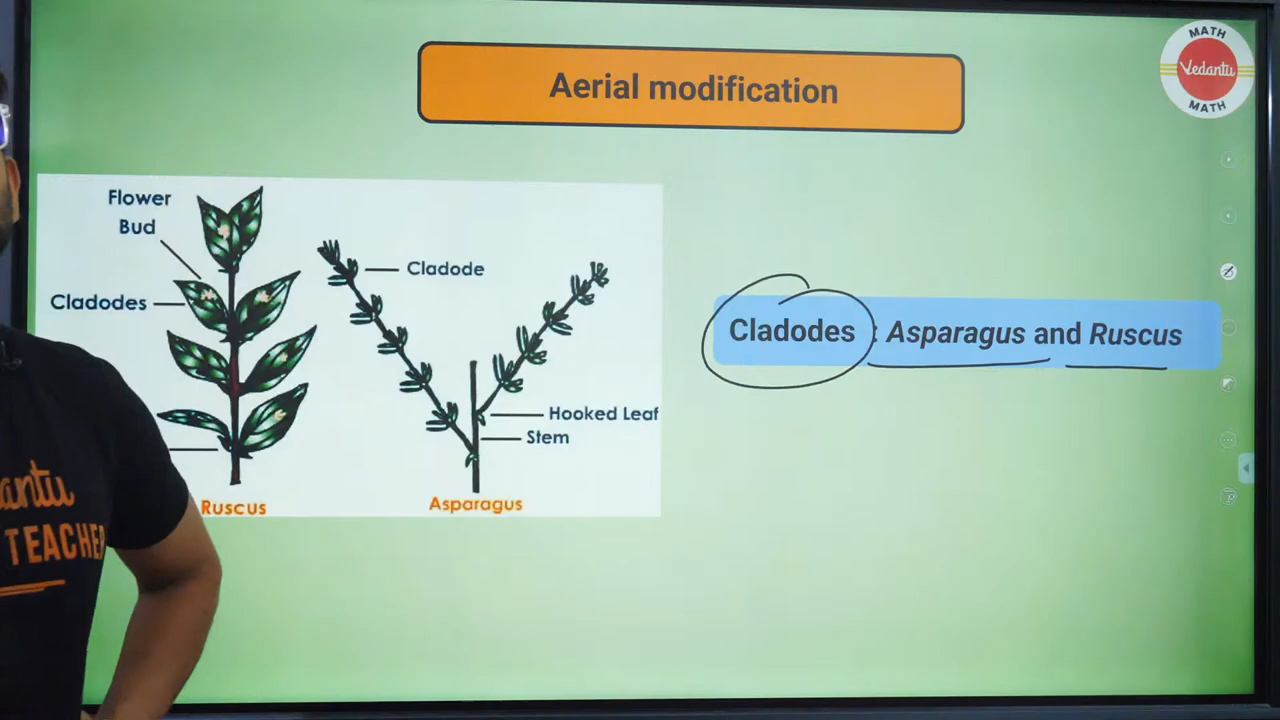 Aerial modification
MATH
Vedantu
MATH
Flower
Bud
Cladodes
Cladode
Hooked Leaf
Stem
Ruscus
Asparagus
Cladodes : Asparagus and Ruscus
TEACHER